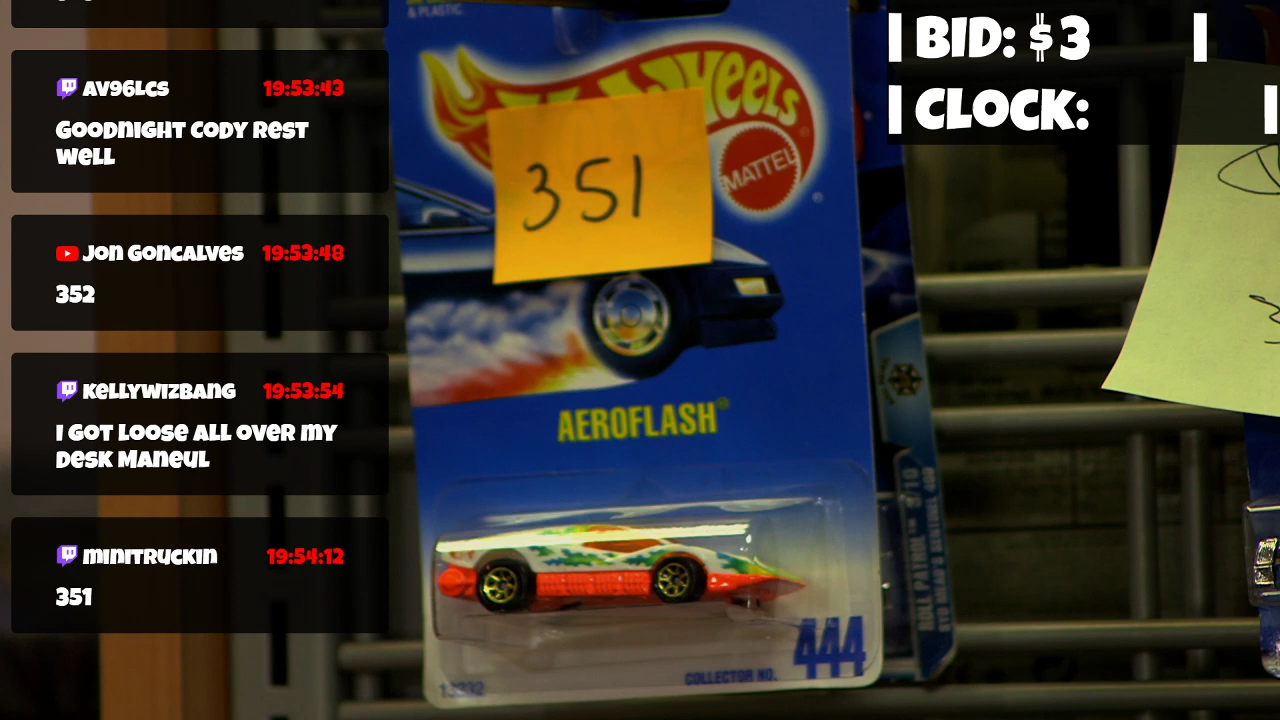 AV96LCS 19:53:43
GOODNIGHT CODY REST
WELL
JON GONCALVES 19:53:48
352
KELLYWIZBANG 19:53:54
I GOT LOOSE ALL OVER MY
DESK MANEUL
MINITRUCKIN 19:54:12
351
& PLASTIC
WHEELS
MATTEL
351
AEROFLASH®
444
COLLECTOR NO.
| BID: $3 |
| CLOCK: |